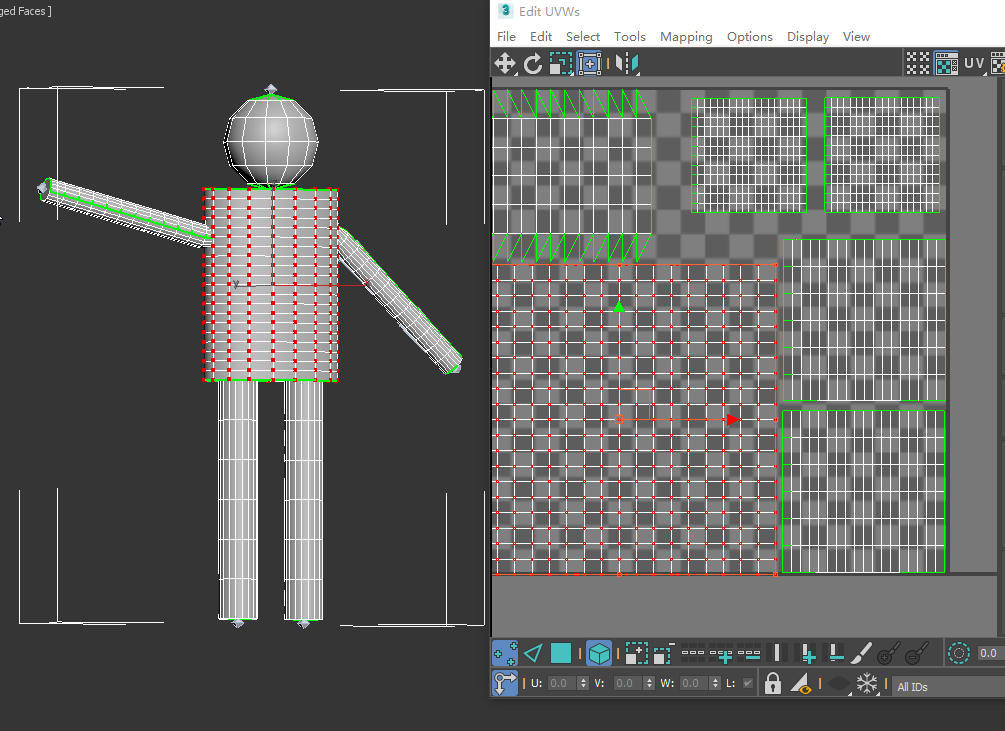 ged Faces ]
3 Edit UVWs
File Edit Select Tools Mapping Options Display View
UV
y
0.0
U: 0.0 V: 0.0 W: 0.0 L:
All IDs